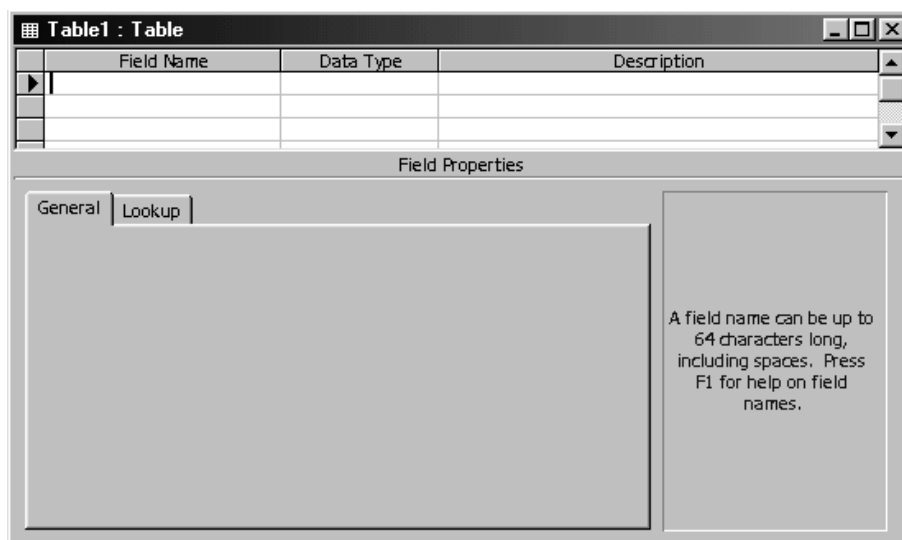 Table1 : Table
Field Name Data Type Description
Field Properties
General Lookup
A field name can be up to
64 characters long,
including spaces. Press
F1 for help on field
names.